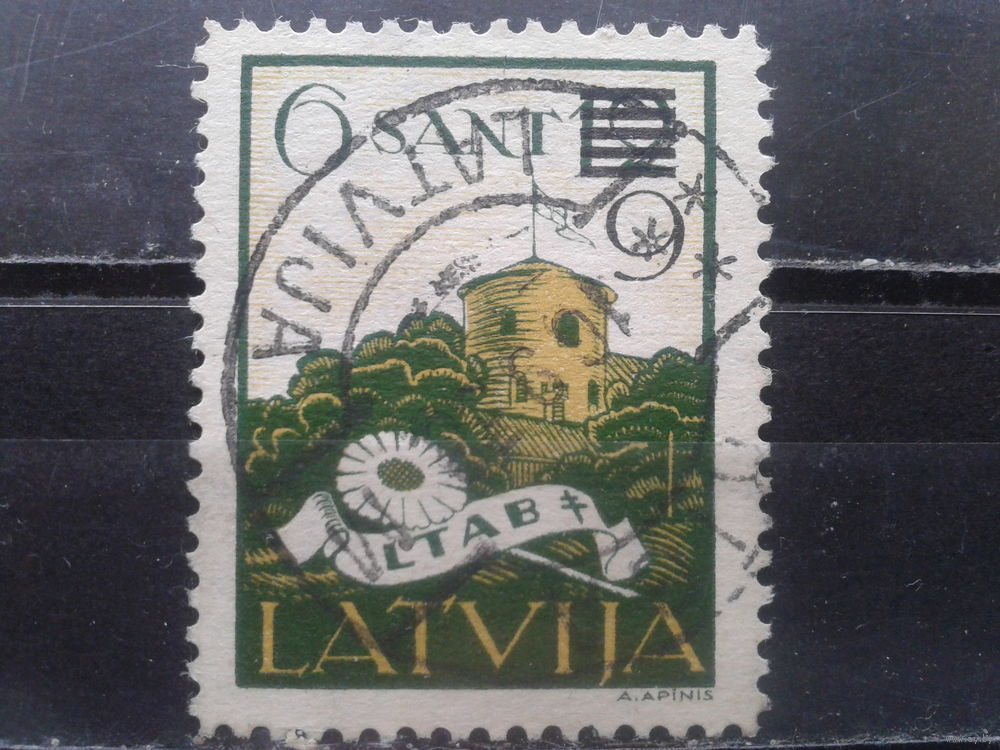 6 SANT
9
LATVIJA
LTAB ‡
LATVIJA
A. APĪNIS